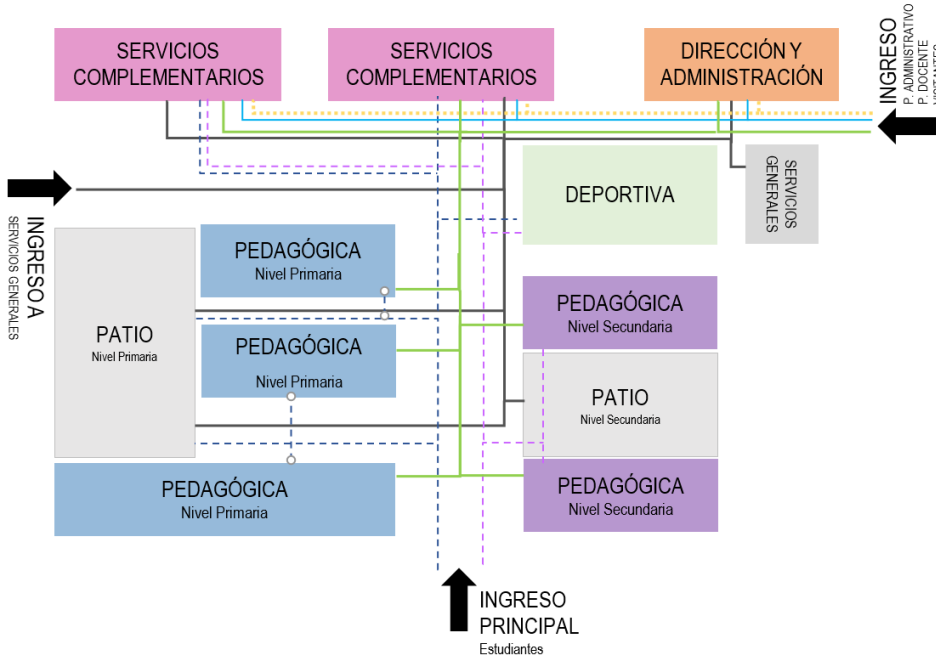 SERVICIOS
COMPLEMENTARIOS
SERVICIOS
COMPLEMENTARIOS
DIRECCIÓN Y
ADMINISTRACIÓN
INGRESO
P. ADMINISTRATIVO
P. DOCENTE
VISITANTES
SERVICIOS
GENERALES
DEPORTIVA
INGRESO A
SERVICIOS GENERALES
PEDAGÓGICA
Nivel Primaria
PATIO
Nivel Primaria
PEDAGÓGICA
Nivel Primaria
PEDAGÓGICA
Nivel Secundaria
PATIO
Nivel Secundaria
PEDAGÓGICA
Nivel Primaria
PEDAGÓGICA
Nivel Secundaria
INGRESO
PRINCIPAL
Estudiantes